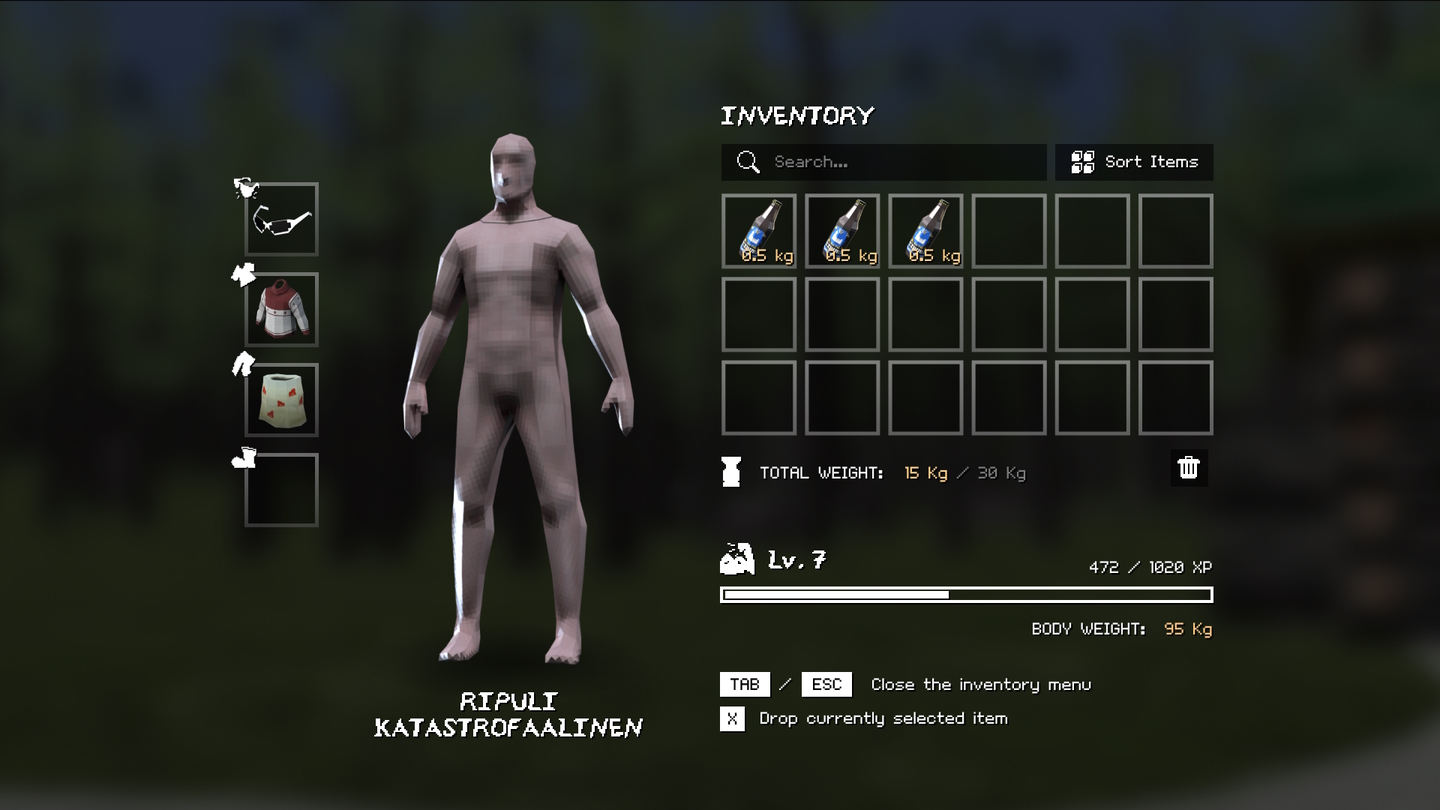 INVENTORY
Search...
Sort Items
0.5 kg
0.5 kg
0.5 kg
TOTAL WEIGHT: 15 Kg / 30 Kg
Lv. 7
472 / 1020 XP
BODY WEIGHT: 95 Kg
TAB / ESC Close the inventory menu
X Drop currently selected item
RIPULI
KATASTROFAALINEN